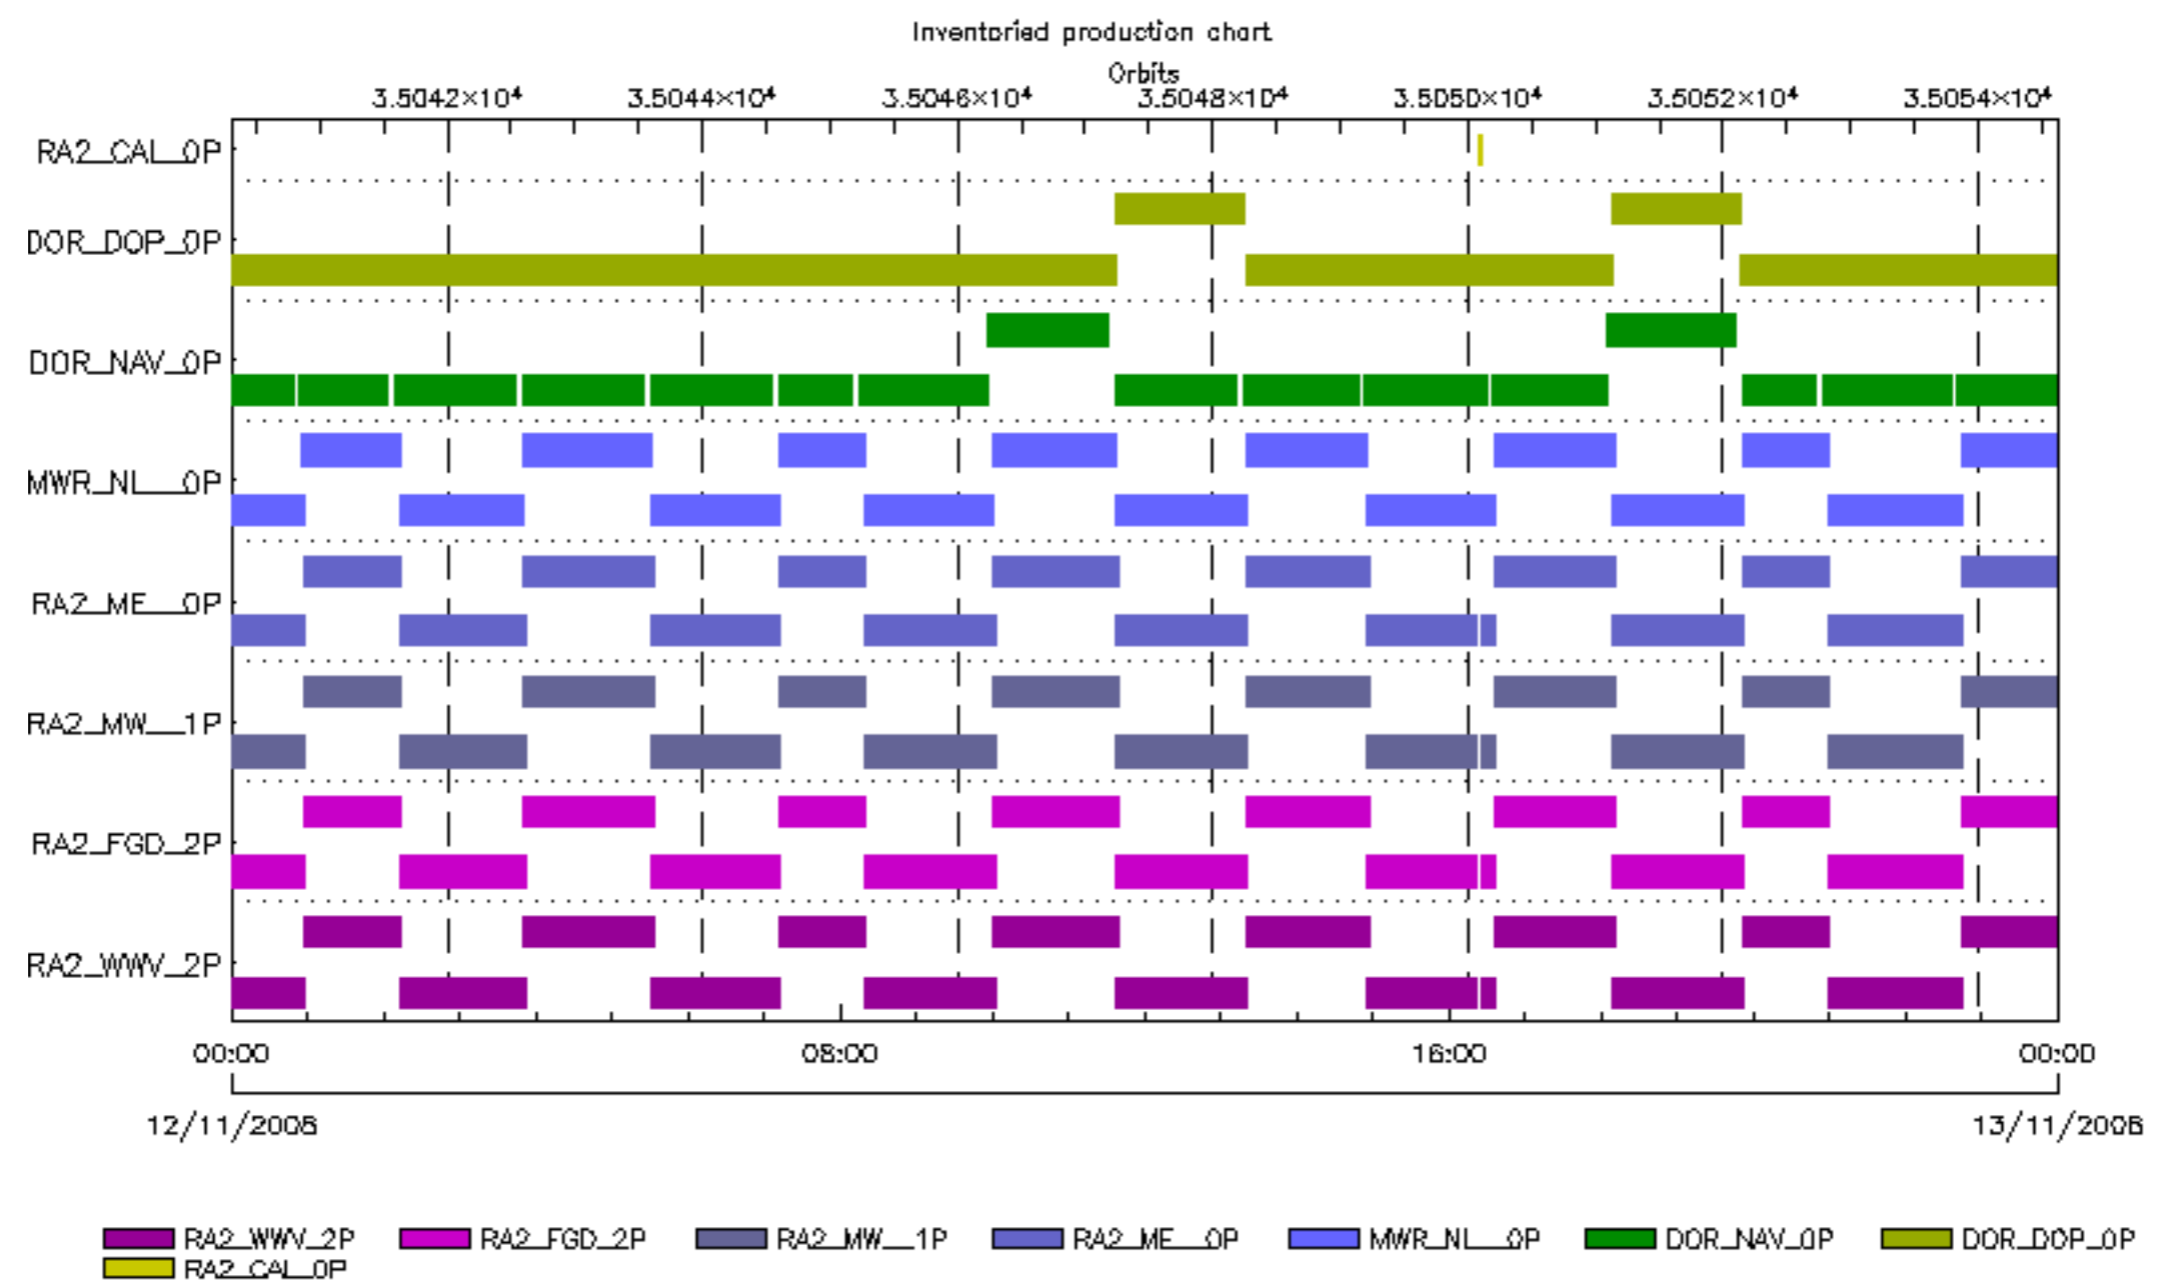 Inventoried production chart
Orbits
3.5042×10⁴ 3.5044×10⁴ 3.5046×10⁴ 3.5048×10⁴ 3.5050×10⁴ 3.5052×10⁴ 3.5054×10⁴
RA2_CAL_0P
DOR_DOP_0P
DOR_NAV_0P
MWR_NL__0P
RA2_ME__0P
RA2_MW__1P
RA2_FGD_2P
RA2_WWV_2P
00:00 08:00 16:00 00:00
12/11/2008 13/11/2008
RA2_WWV_2P RA2_FGD_2P RA2_MW__1P RA2_ME__0P MWR_NL__0P DOR_NAV_0P DOR_DOP_0P
RA2_CAL_0P